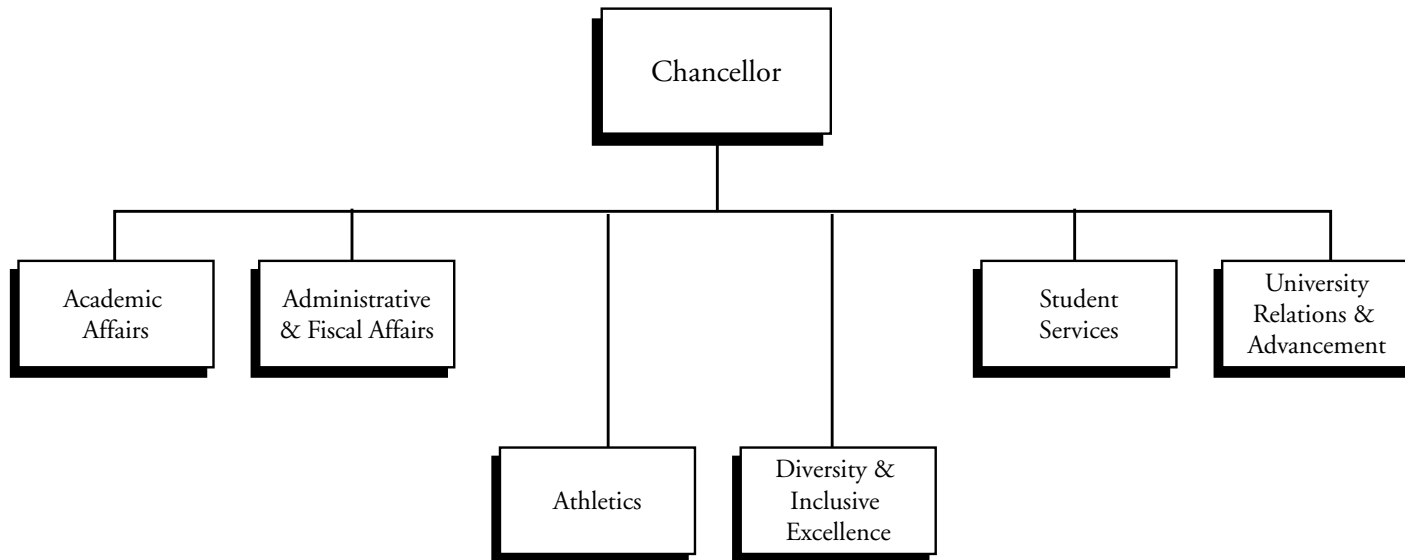 Chancellor
Academic
Affairs
Administrative
& Fiscal Affairs
Student
Services
University
Relations &
Advancement
Athletics
Diversity &
Inclusive
Excellence